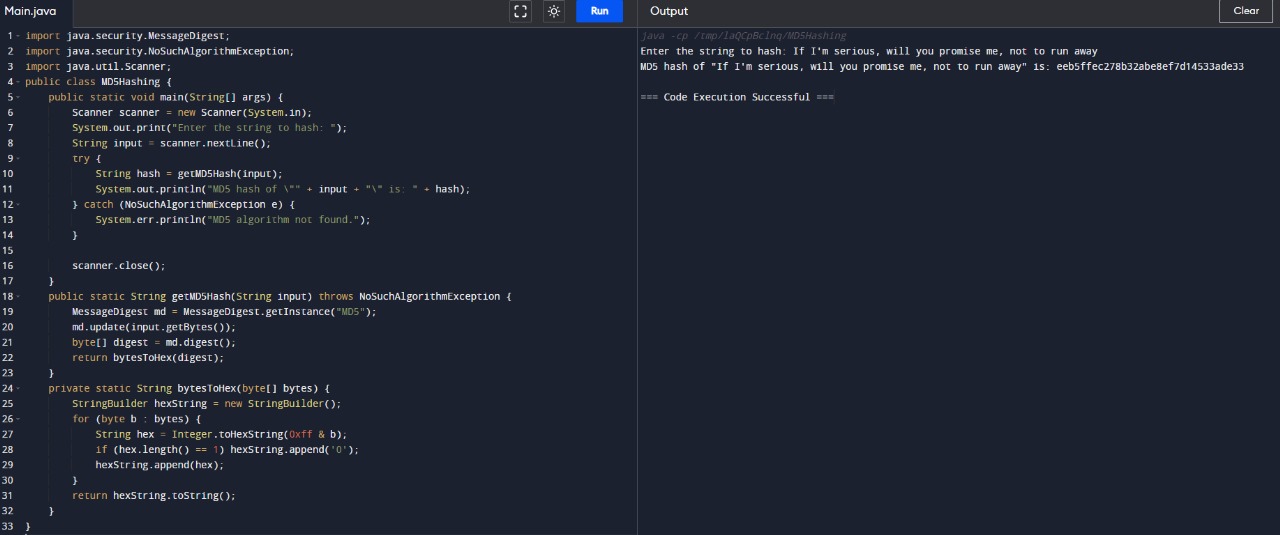 Main.java
Run
Output
Clear
1 import java.security.MessageDigest;
2 import java.security.NoSuchAlgorithmException;
3 import java.util.Scanner;
4 public class MD5Hashing {
5     public static void main(String[] args) {
6         Scanner scanner = new Scanner(System.in);
7         System.out.print("Enter the string to hash: ");
8         String input = scanner.nextLine();
9         try {
10             String hash = getMD5Hash(input);
11             System.out.println("MD5 hash of \"" + input + "\" is: " + hash);
12         } catch (NoSuchAlgorithmException e) {
13             System.err.println("MD5 algorithm not found.");
14         }
15
16         scanner.close();
17     }
18     public static String getMD5Hash(String input) throws NoSuchAlgorithmException {
19         MessageDigest md = MessageDigest.getInstance("MD5");
20         md.update(input.getBytes());
21         byte[] digest = md.digest();
22         return bytesToHex(digest);
23     }
24     private static String bytesToHex(byte[] bytes) {
25         StringBuilder hexString = new StringBuilder();
26         for (byte b : bytes) {
27             String hex = Integer.toHexString(0xff & b);
28             if (hex.length() == 1) hexString.append('0');
29             hexString.append(hex);
30         }
31         return hexString.toString();
32     }
33 }
java -cp /tmp/laQCpBclnq/MD5Hashing
Enter the string to hash: If I'm serious, will you promise me, not to run away
MD5 hash of "If I'm serious, will you promise me, not to run away" is: eeb5ffec278b32abe8ef7d14533ade33
=== Code Execution Successful ===